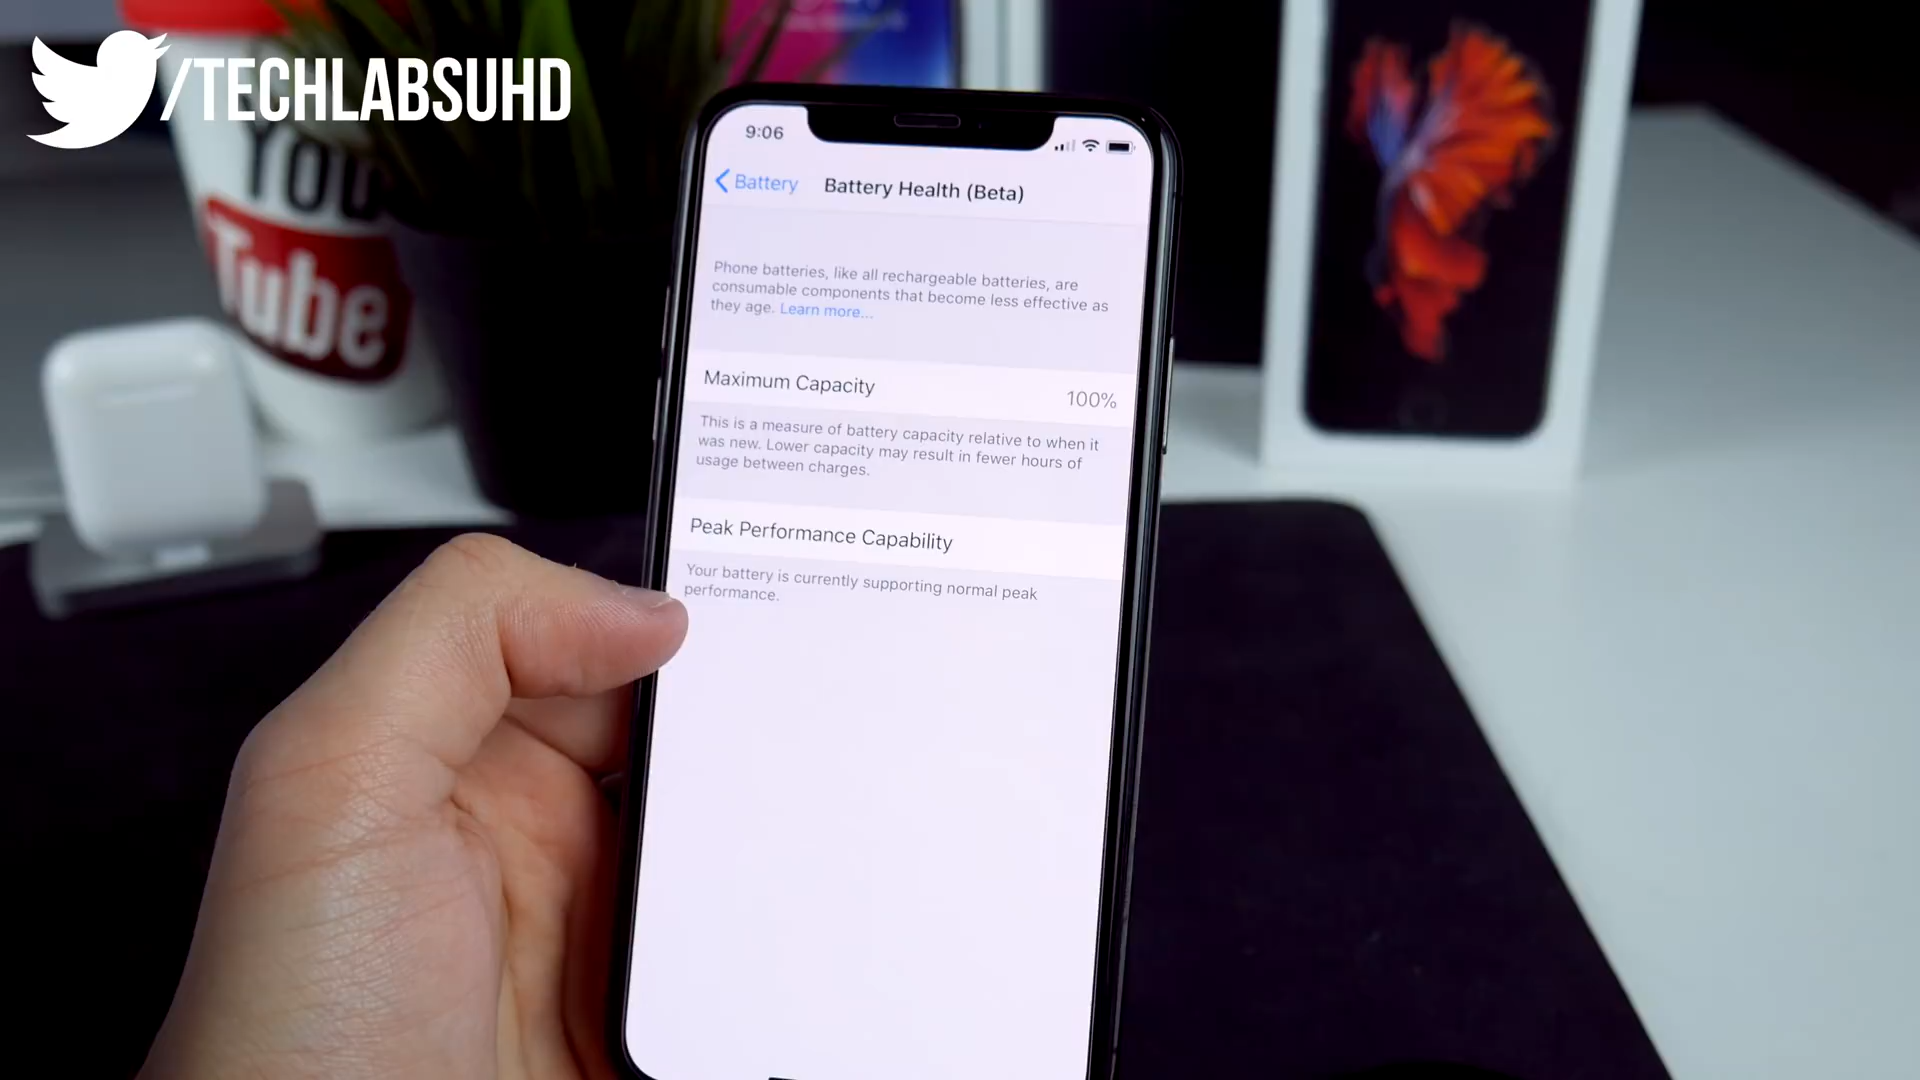 /TECHLABSUHD
YOU
Tube
9:06
Battery
Battery Health (Beta)
Phone batteries, like all rechargeable batteries, are
consumable components that become less effective as
they age. Learn more...
Maximum Capacity
100%
This is a measure of battery capacity relative to when it
was new. Lower capacity may result in fewer hours of
usage between charges.
Peak Performance Capability
Your battery is currently supporting normal peak
performance.